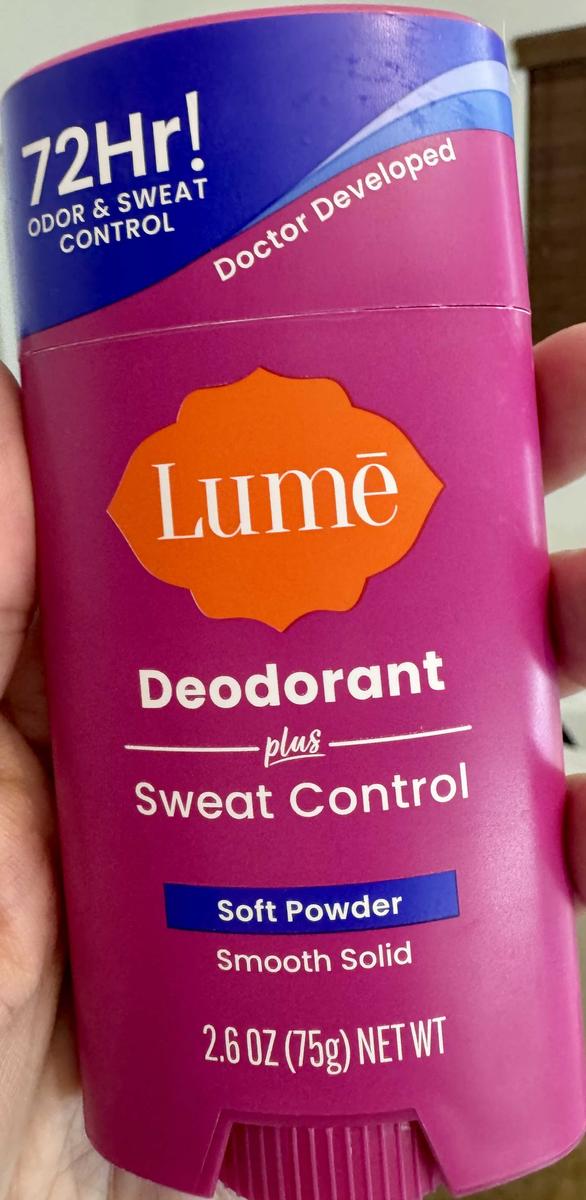 72Hr!
ODOR & SWEAT
CONTROL
Doctor Developed
Lumē
Deodorant
plus
Sweat Control
Soft Powder
Smooth Solid
2.6 OZ (75g) NET WT